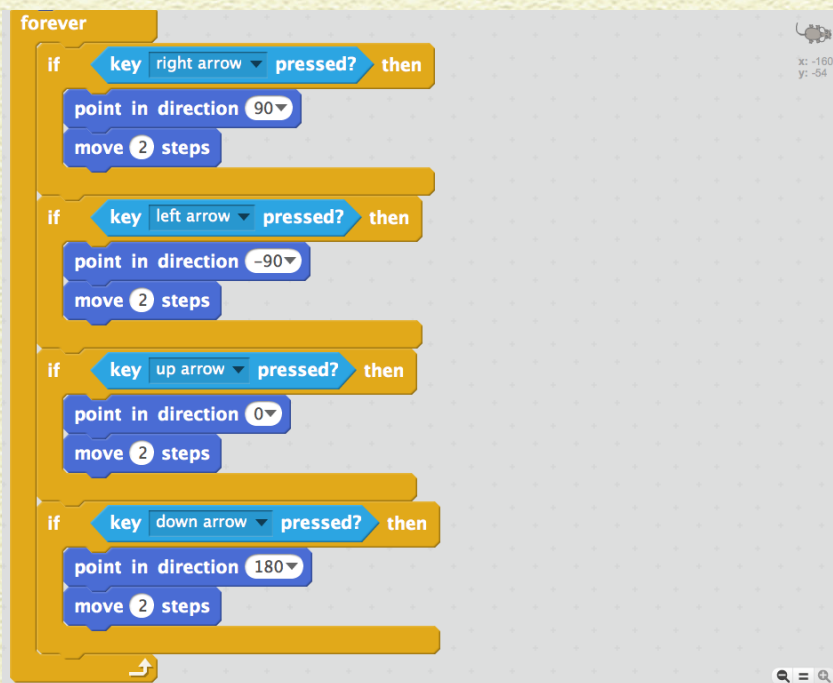 forever
if key right arrow pressed? then
point in direction 90
move 2 steps
if key left arrow pressed? then
point in direction -90
move 2 steps
if key up arrow pressed? then
point in direction 0
move 2 steps
if key down arrow pressed? then
point in direction 180
move 2 steps
x: -160
y: -54